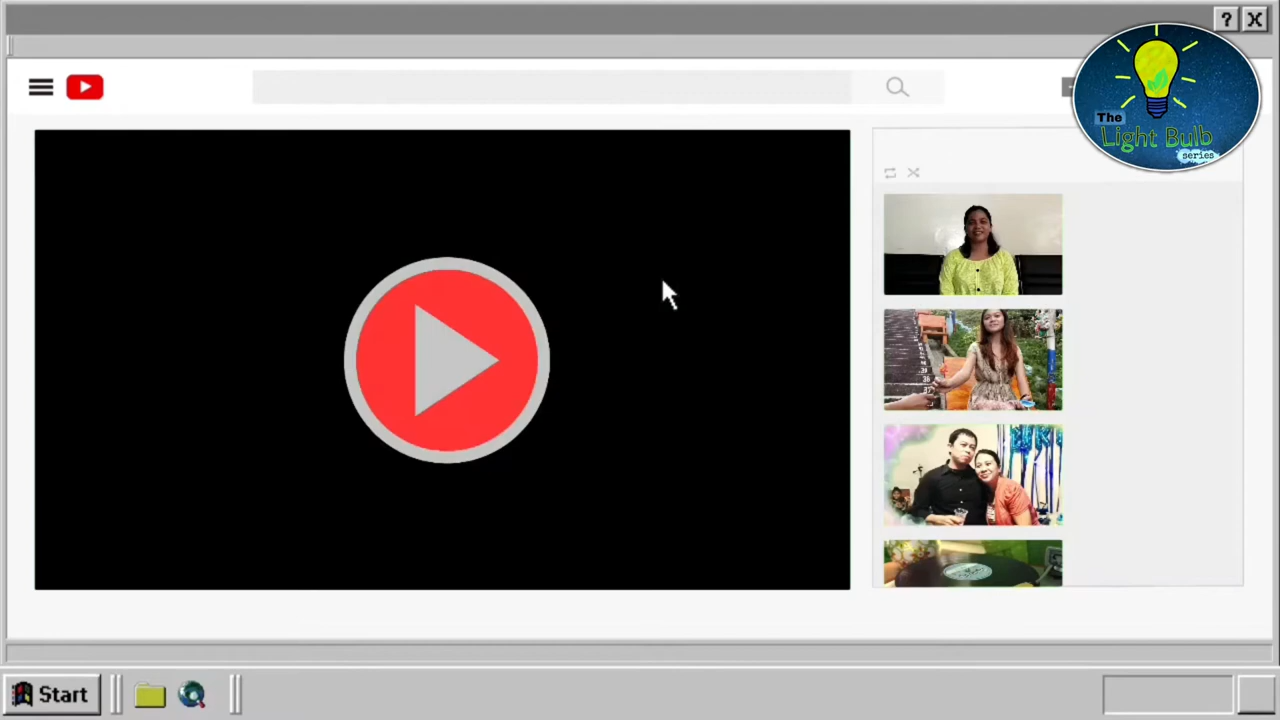 ?
X
The
Light Bulb
series
Start